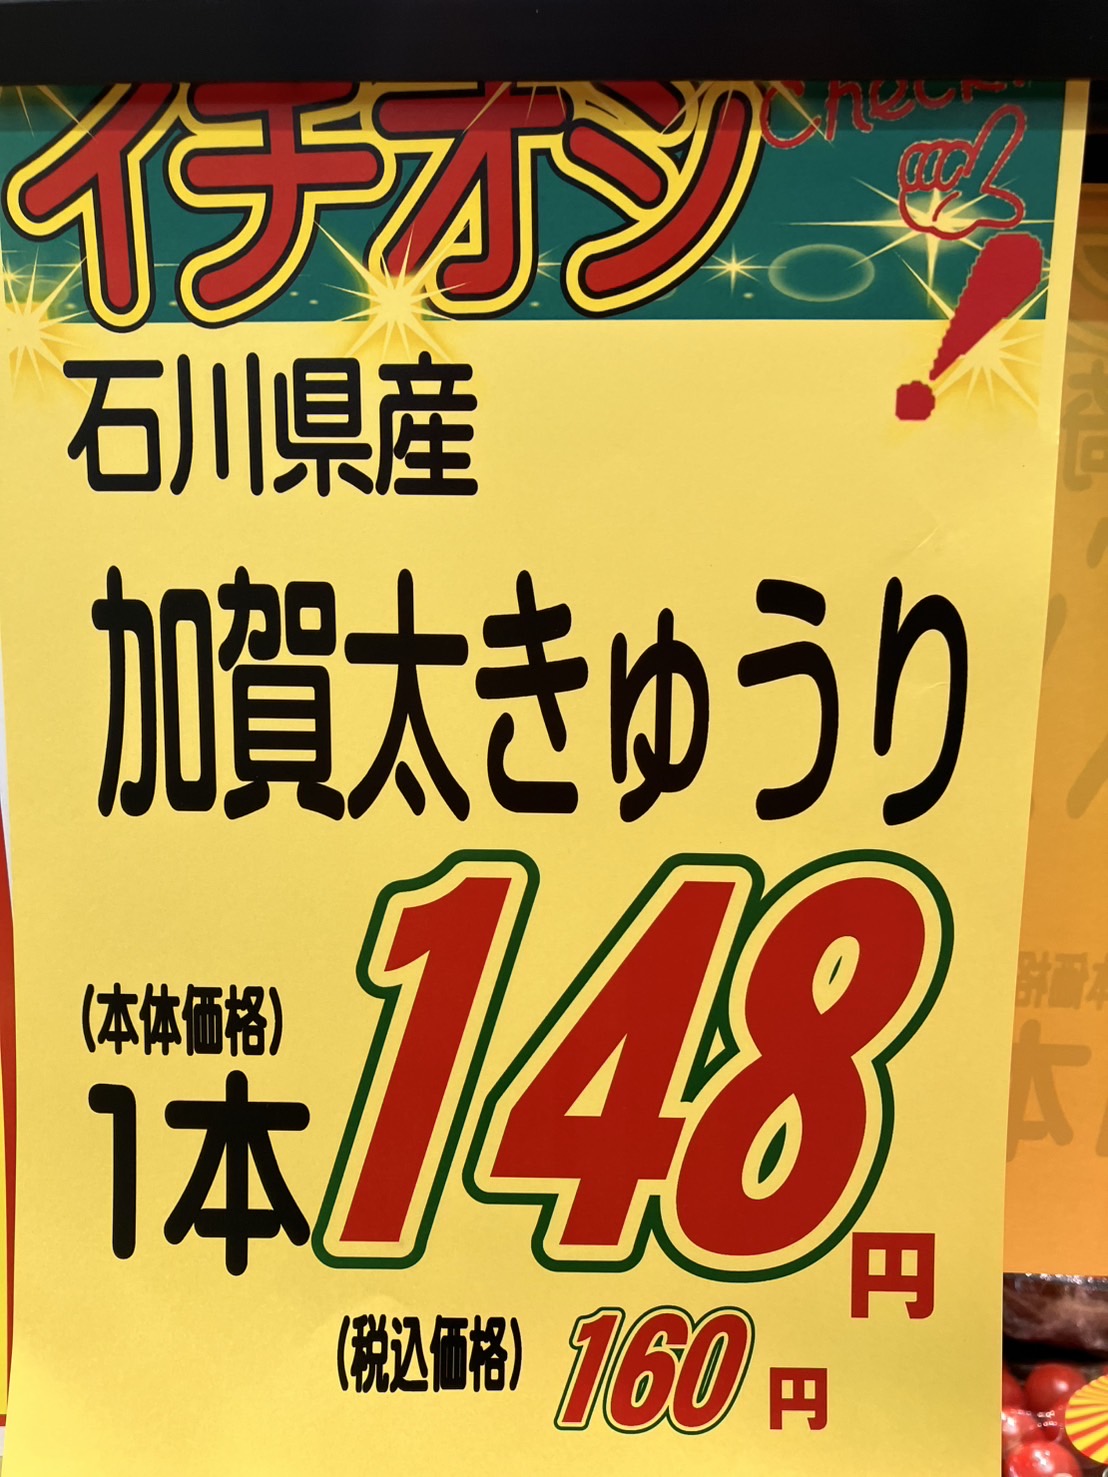 イチオシ
Check!
石川県産
加賀太きゅうり
(本体価格)
1本 148円
(税込価格) 160円